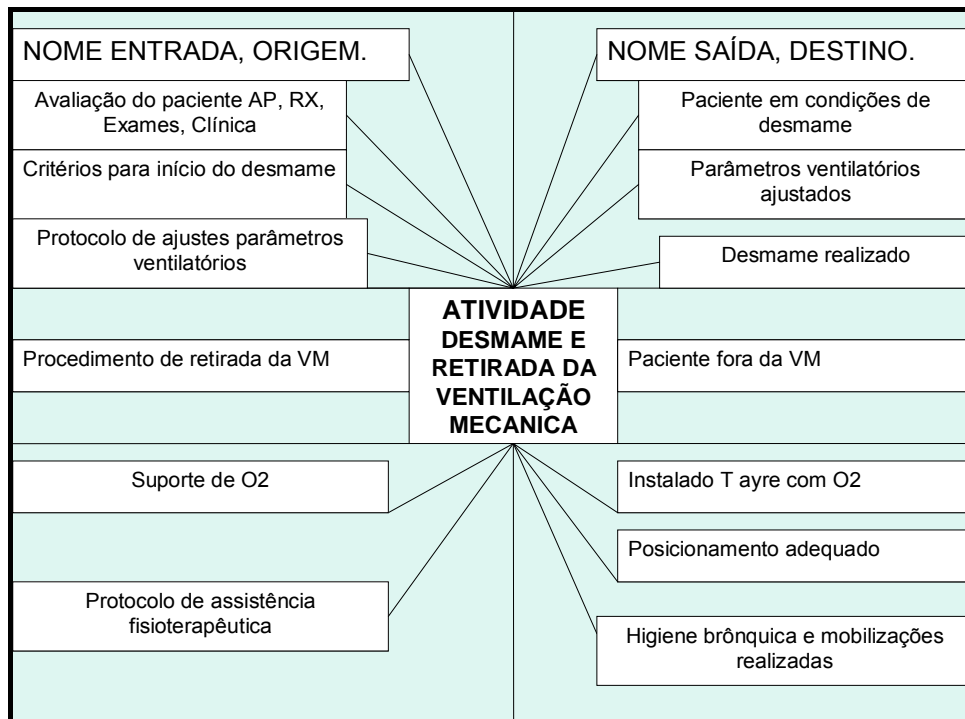 NOME ENTRADA, ORIGEM.
Avaliação do paciente AP, RX,
Exames, Clínica
Critérios para início do desmame
Protocolo de ajustes parâmetros
ventilatórios
Procedimento de retirada da VM
Suporte de O2
Protocolo de assistência
fisioterapêutica
ATIVIDADE
DESMAME E
RETIRADA DA
VENTILAÇÃO
MECANICA
NOME SAÍDA, DESTINO.
Paciente em condições de
desmame
Parâmetros ventilatórios
ajustados
Desmame realizado
Paciente fora da VM
Instalado T ayre com O2
Posicionamento adequado
Higiene brônquica e mobilizações
realizadas